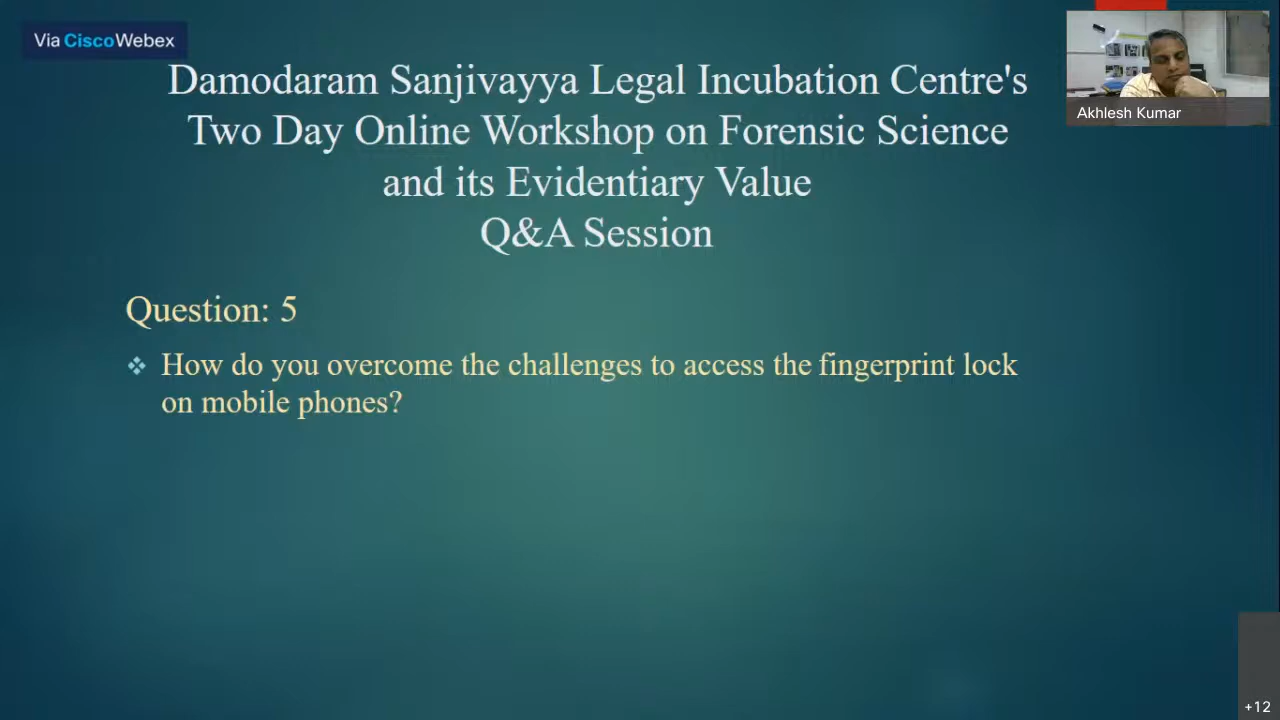 Via CiscoWebex
Damodaram Sanjivayya Legal Incubation Centre's
Two Day Online Workshop on Forensic Science
and its Evidentiary Value
Q&A Session
Akhlesh Kumar
Question: 5
How do you overcome the challenges to access the fingerprint lock
on mobile phones?
+12